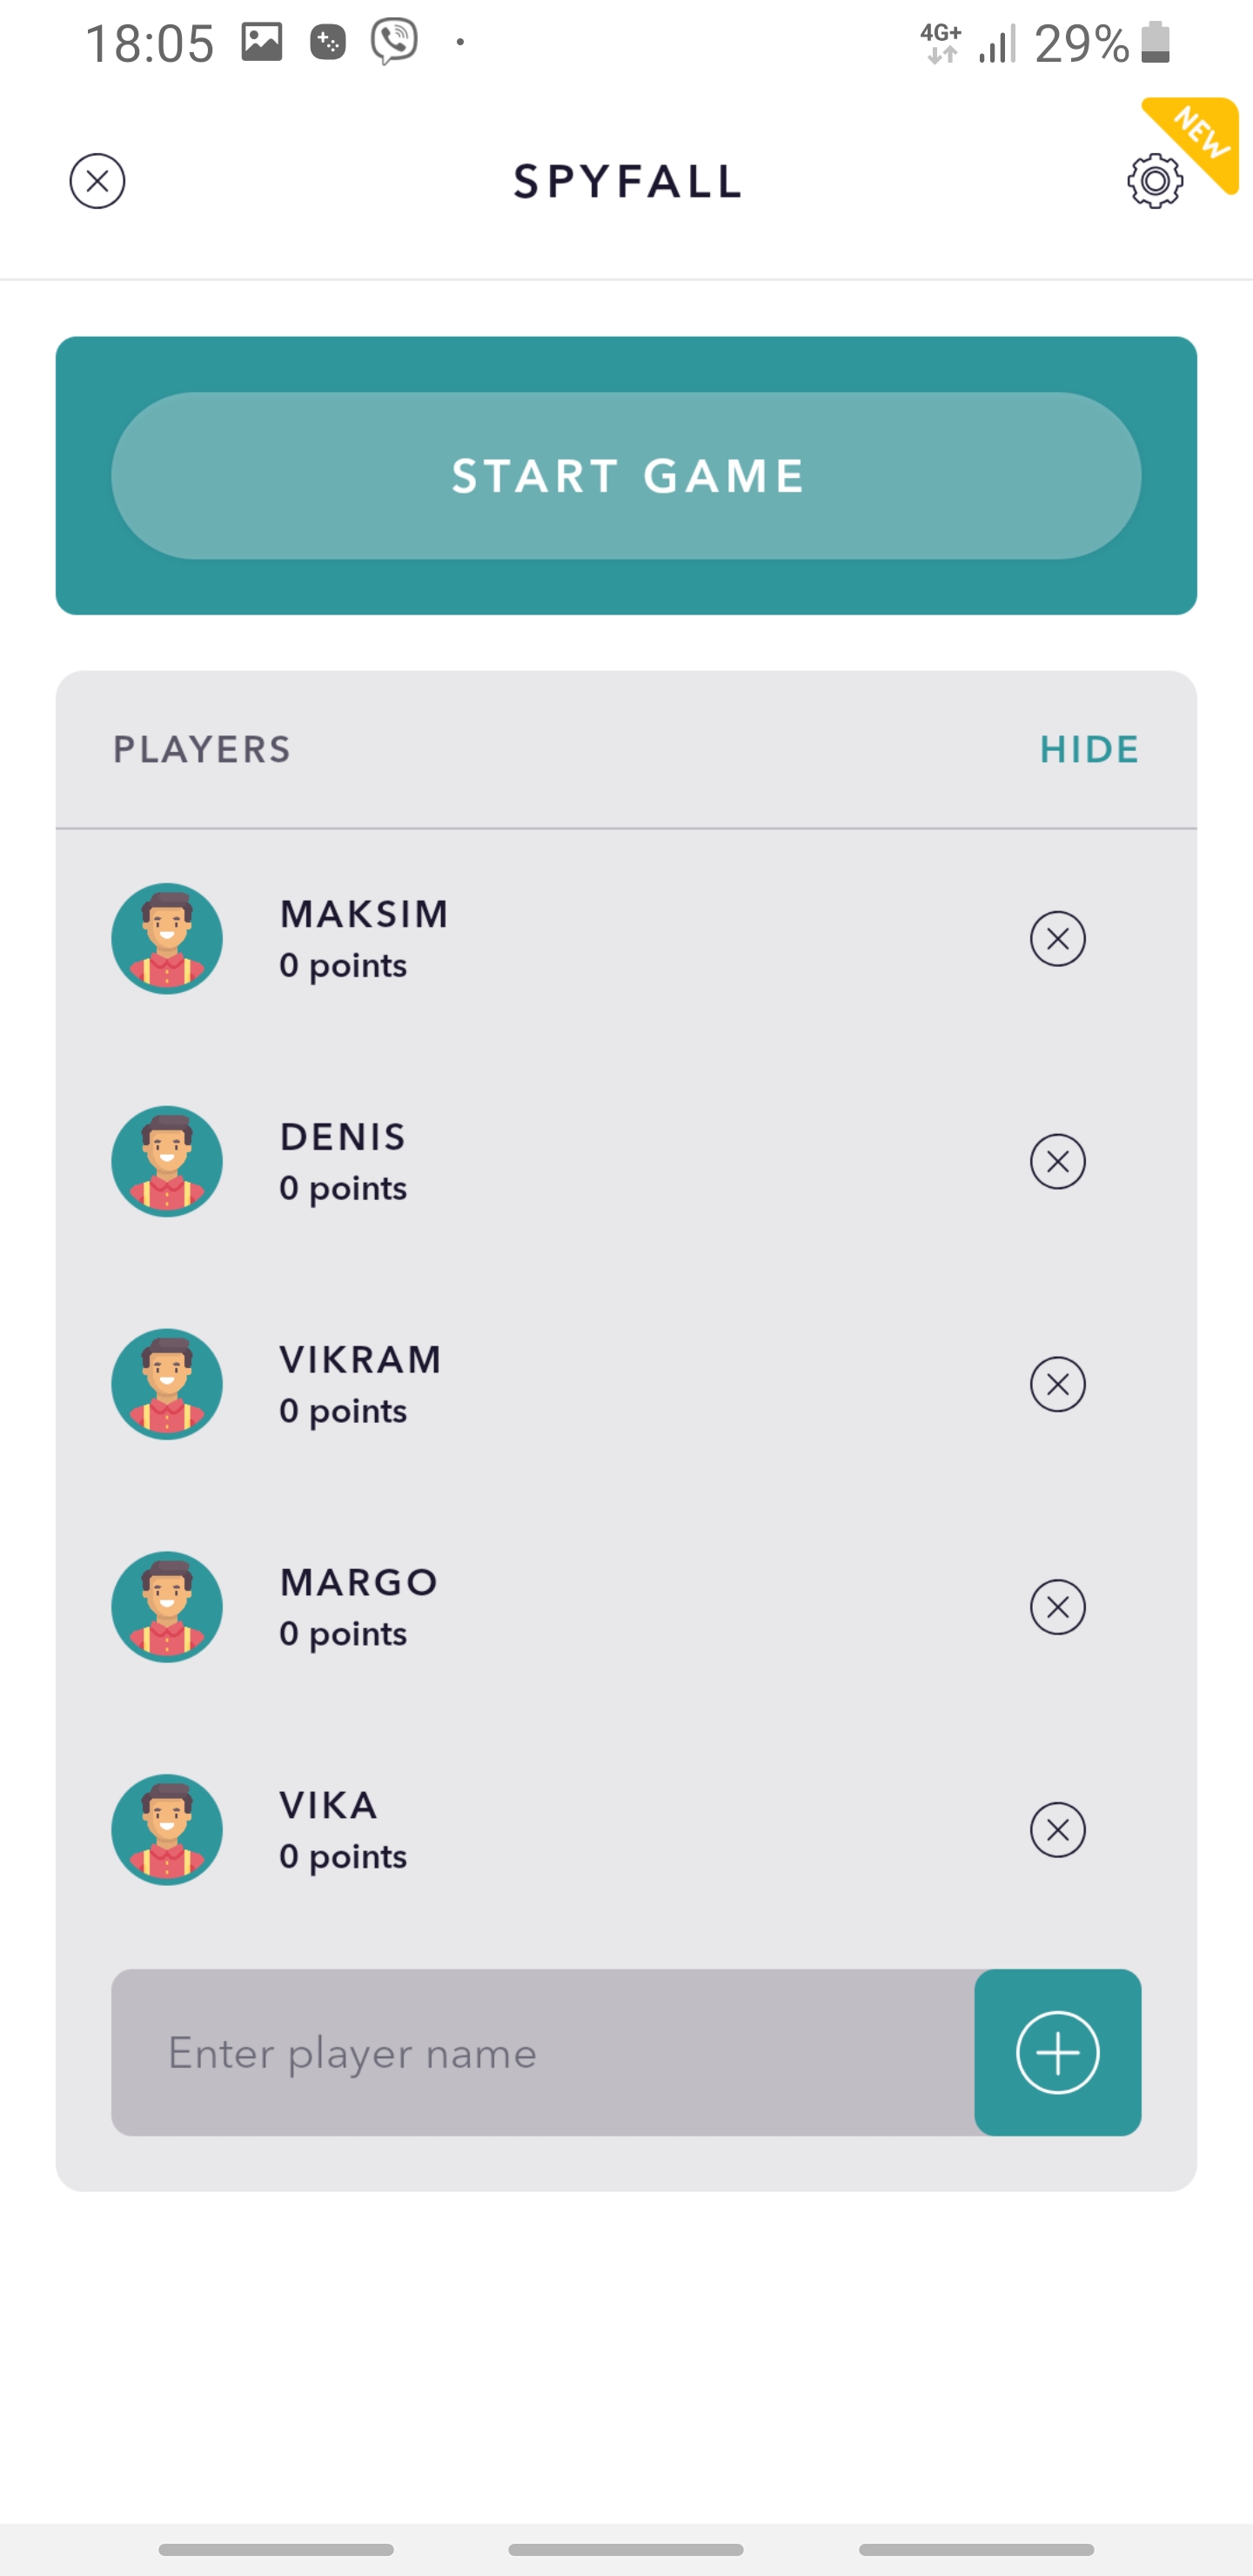 18:05 4G+ 29%
NEW
SPYFALL
START GAME
PLAYERS HIDE
MAKSIM
0 points
DENIS
0 points
VIKRAM
0 points
MARGO
0 points
VIKA
0 points
Enter player name